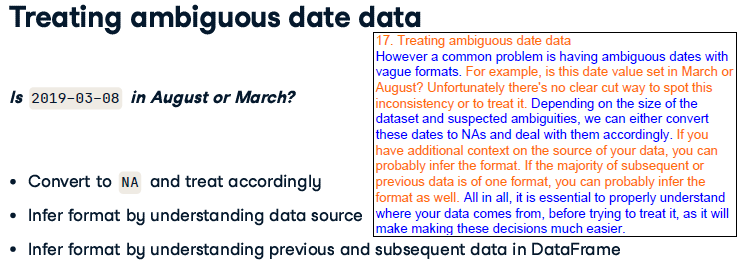 Treating ambiguous date data
Is 2019-03-08 in August or March?
• Convert to NA and treat accordingly
• Infer format by understanding data source
• Infer format by understanding previous and subsequent data in DataFrame
17. Treating ambiguous date data
However a common problem is having ambiguous dates with
vague formats. For example, is this date value set in March or
August? Unfortunately there's no clear cut way to spot this
inconsistency or to treat it. Depending on the size of the
dataset and suspected ambiguities, we can either convert
these dates to NAs and deal with them accordingly. If you
have additional context on the source of your data, you can
probably infer the format. If the majority of subsequent or
previous data is of one format, you can probably infer the
format as well. All in all, it is essential to properly understand
where your data comes from, before trying to treat it, as it will
make making these decisions much easier.